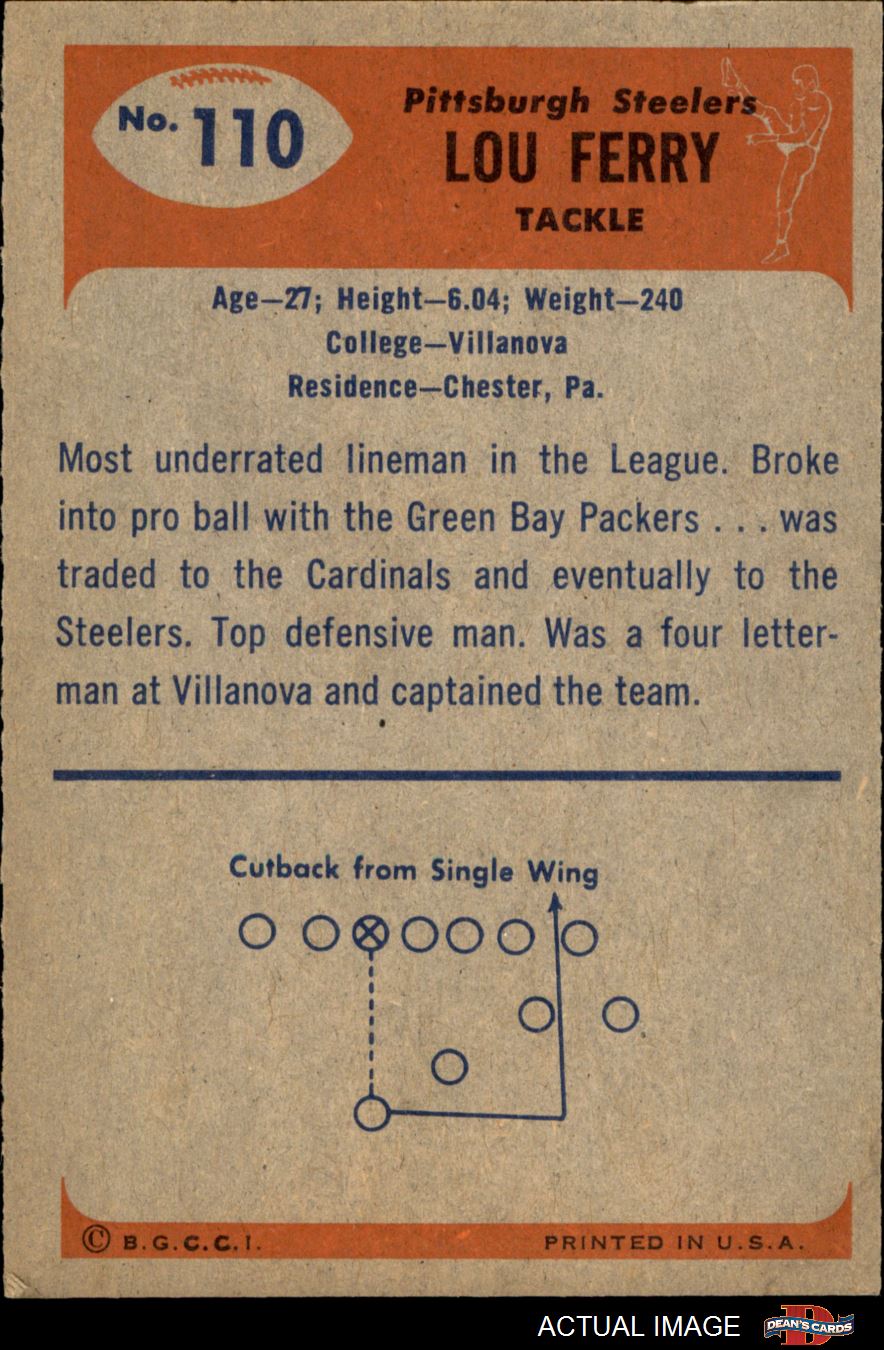 No. 110
Pittsburgh Steelers
LOU FERRY
TACKLE
Age—27; Height—6.04; Weight—240
College—Villanova
Residence—Chester, Pa.
Most underrated lineman in the League. Broke
into pro ball with the Green Bay Packers . . . was
traded to the Cardinals and eventually to the
Steelers. Top defensive man. Was a four letter-
man at Villanova and captained the team.
Cutback from Single Wing
© B.G.C.C.I.
PRINTED IN U.S.A.
ACTUAL IMAGE
D
DEAN'S CARDS